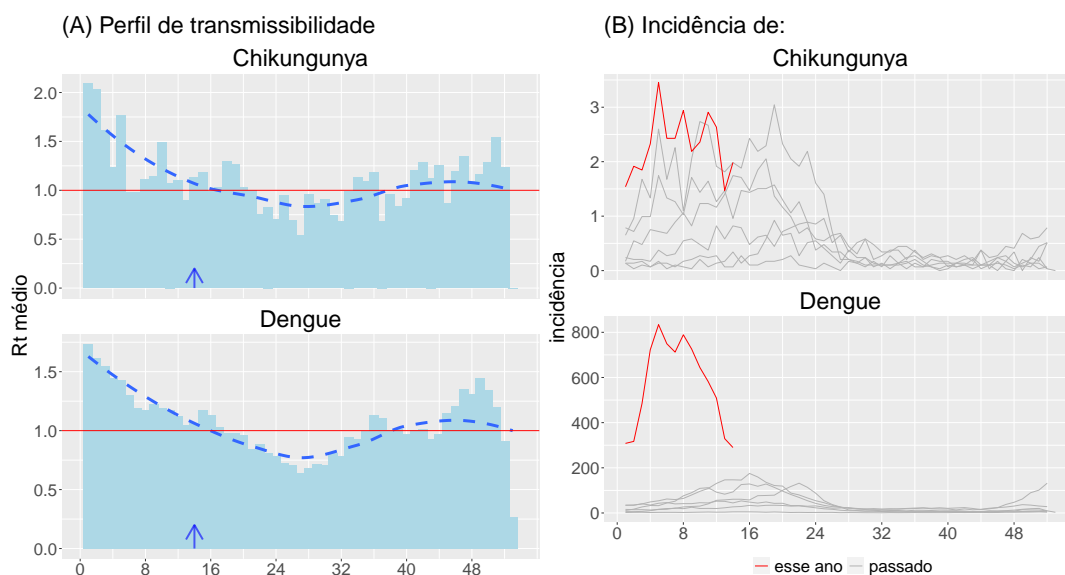 (A) Perfil de transmissibilidade
Chikungunya
2.0
1.5
1.0
0.5
0.0
Dengue
1.5
1.0
0.5
0.0
0 8 16 24 32 40 48
Rt médio
(B) Incidência de:
Chikungunya
3
2
1
0
Dengue
800
600
400
200
0
0 8 16 24 32 40 48
incidência
esse ano passado